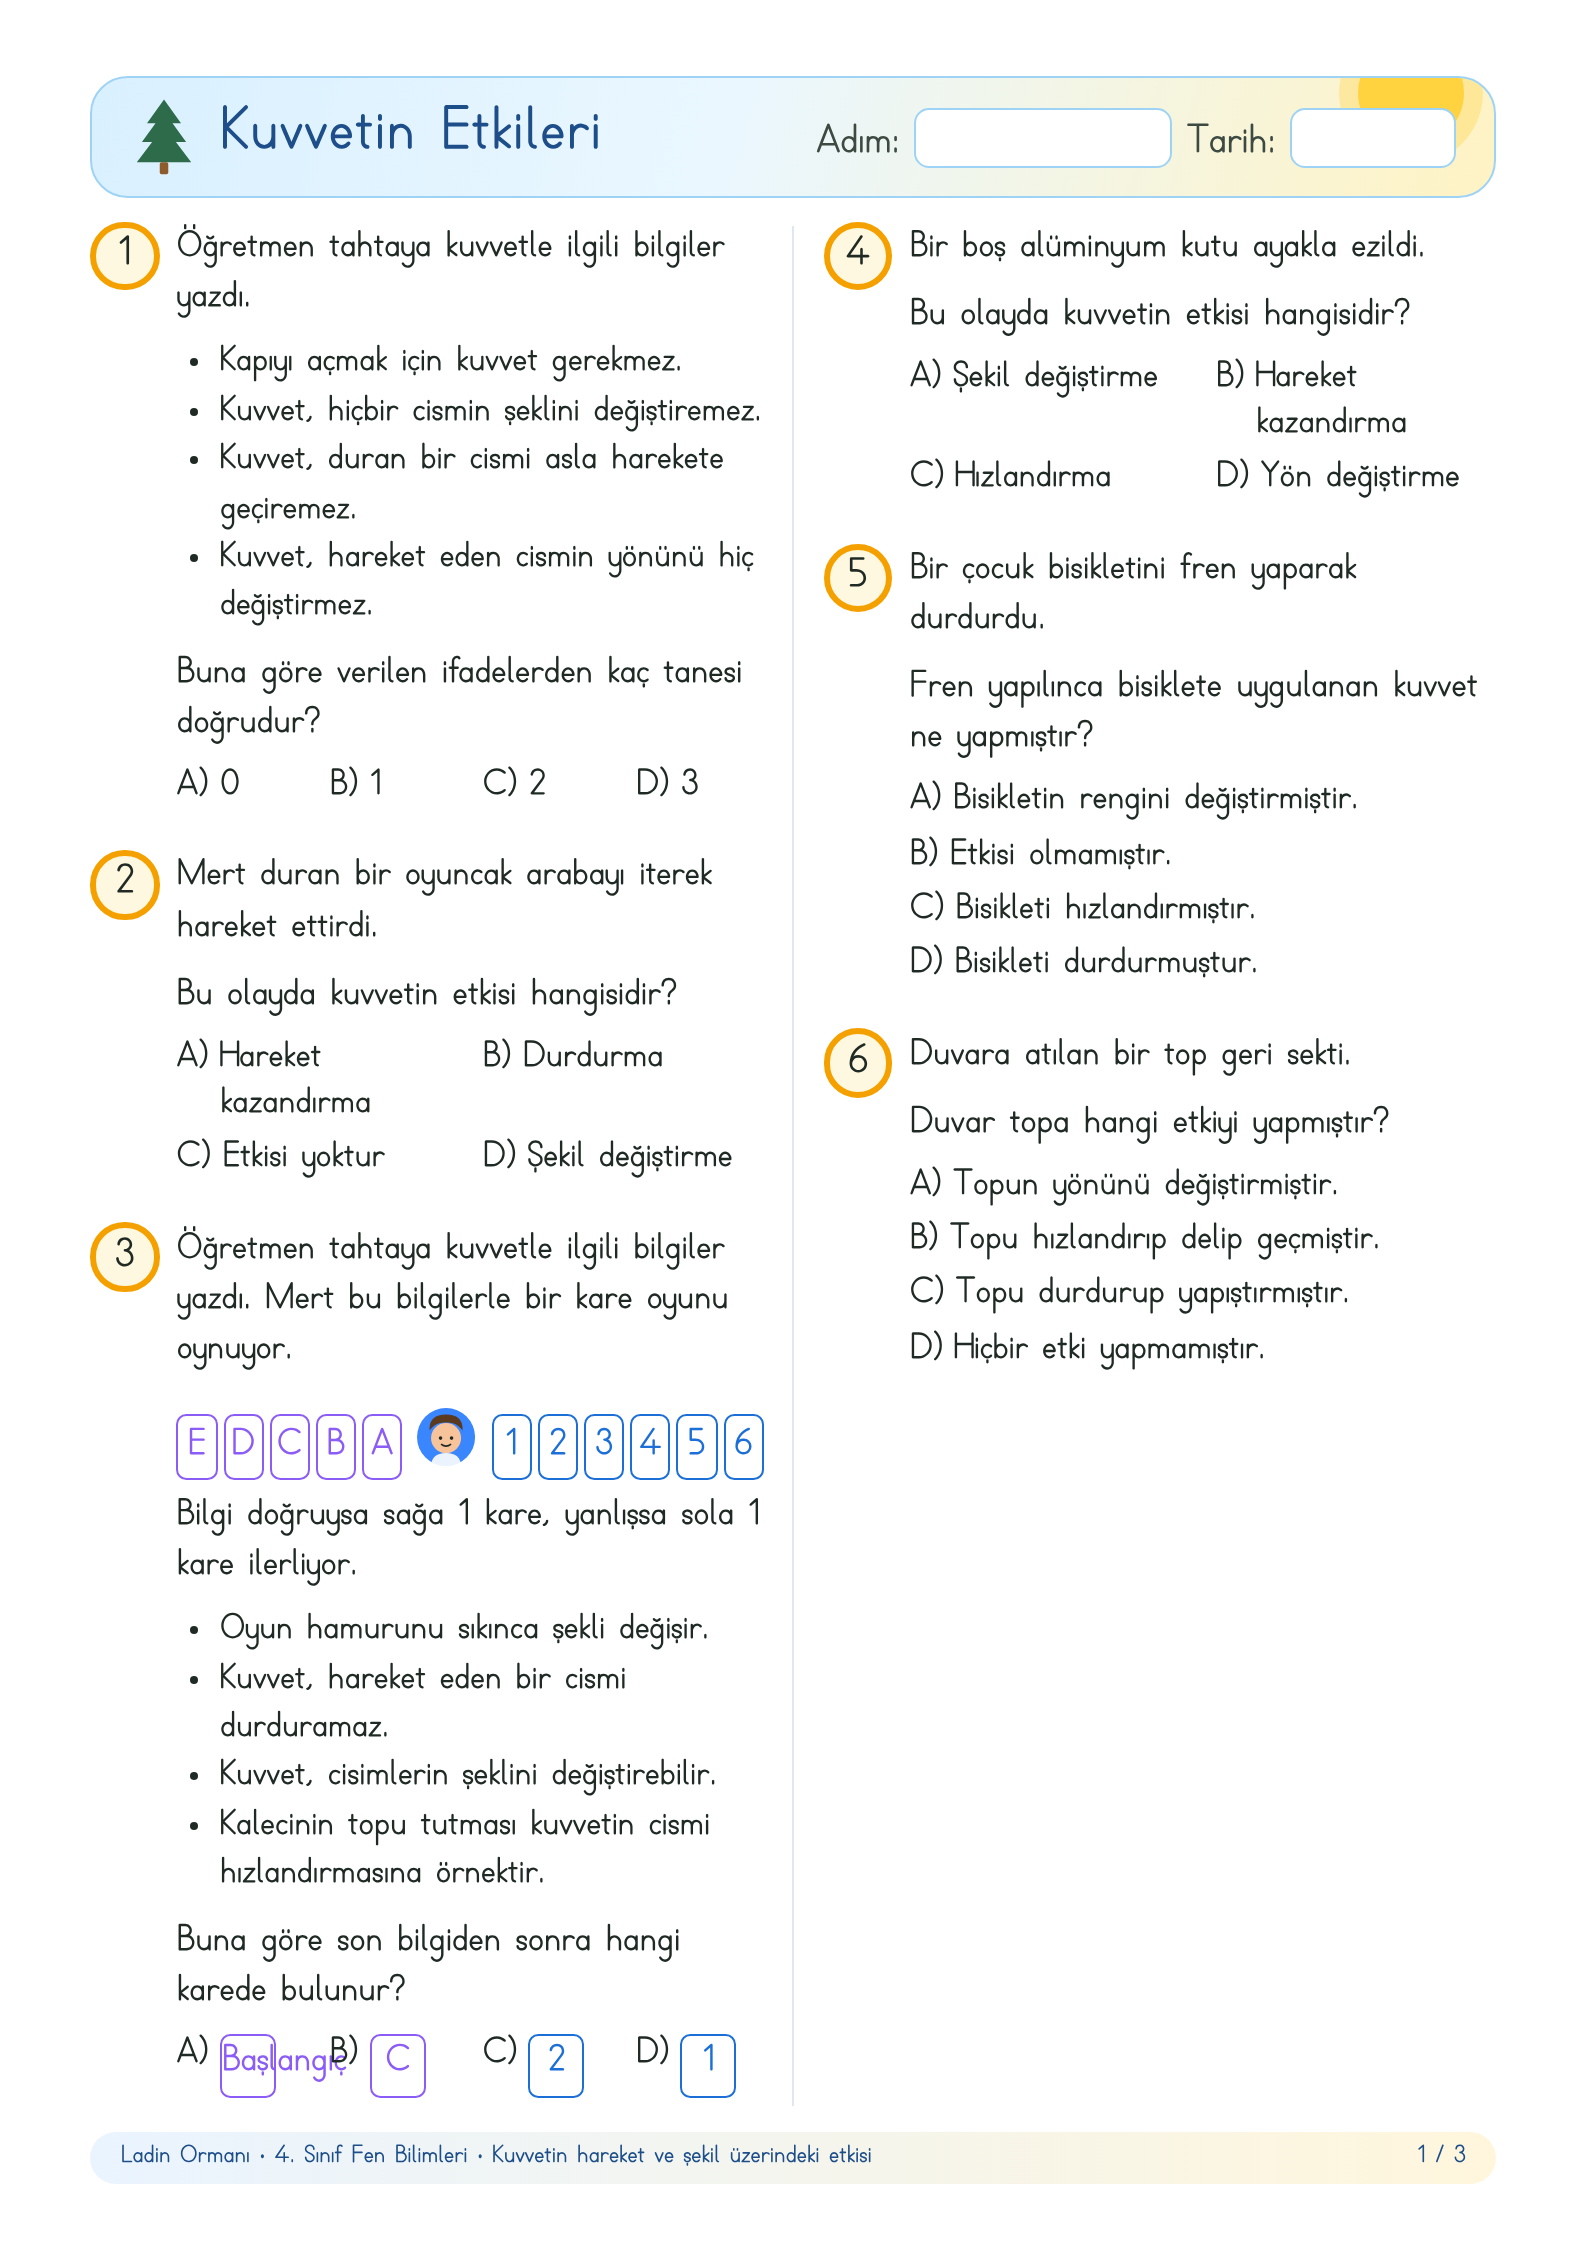 Kuvvetin Etkileri
Adım:
Tarih:
1
Öğretmen tahtaya kuvvetle ilgili bilgiler
yazdı.
• Kapıyı açmak için kuvvet gerekmez.
• Kuvvet, hiçbir cismin şeklini değiştiremez.
• Kuvvet, duran bir cismi asla harekete
geçiremez.
• Kuvvet, hareket eden cismin yönünü hiç
değiştirmez.
Buna göre verilen ifadelerden kaç tanesi
doğrudur?
A) 0 B) 1 C) 2 D) 3
2
Mert duran bir oyuncak arabayı iterek
hareket ettirdi.
Bu olayda kuvvetin etkisi hangisidir?
A) Hareket B) Durdurma
kazandırma
C) Etkisi yoktur D) Şekil değiştirme
3
Öğretmen tahtaya kuvvetle ilgili bilgiler
yazdı. Mert bu bilgilerle bir kare oyunu
oynuyor.
E D C B A 1 2 3 4 5 6
Bilgi doğruysa sağa 1 kare, yanlışsa sola 1
kare ilerliyor.
• Oyun hamurunu sıkınca şekli değişir.
• Kuvvet, hareket eden bir cismi
durduramaz.
• Kuvvet, cisimlerin şeklini değiştirebilir.
• Kalecinin topu tutması kuvvetin cismi
hızlandırmasına örnektir.
Buna göre son bilgiden sonra hangi
karede bulunur?
A) Başlangıç B) C C) 2 D) 1
4
Bir boş alüminyum kutu ayakla ezildi.
Bu olayda kuvvetin etkisi hangisidir?
A) Şekil değiştirme B) Hareket
kazandırma
C) Hızlandırma D) Yön değiştirme
5
Bir çocuk bisikletini fren yaparak
durdurdu.
Fren yapılınca bisiklete uygulanan kuvvet
ne yapmıştır?
A) Bisikletin rengini değiştirmiştir.
B) Etkisi olmamıştır.
C) Bisikleti hızlandırmıştır.
D) Bisikleti durdurmuştur.
6
Duvara atılan bir top geri sekti.
Duvar topa hangi etkiyi yapmıştır?
A) Topun yönünü değiştirmiştir.
B) Topu hızlandırıp delip geçmiştir.
C) Topu durdurup yapıştırmıştır.
D) Hiçbir etki yapmamıştır.
Ladin Ormanı • 4. Sınıf Fen Bilimleri • Kuvvetin hareket ve şekil üzerindeki etkisi
1 / 3